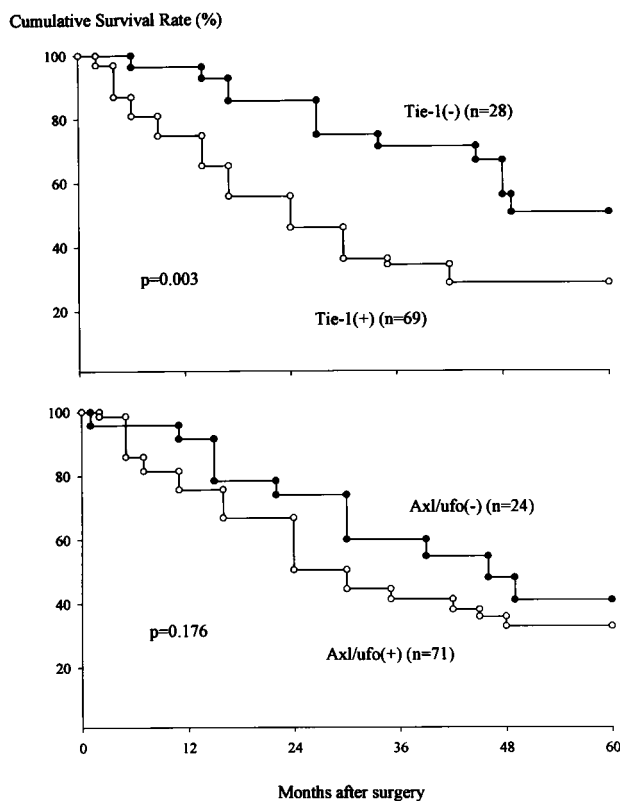 Cumulative Survival Rate (%)
100
80
60
40
20
Tie-1(-) (n=28)
p=0.003
Tie-1(+) (n=69)
100
80
60
40
20
Axl/ufo(-) (n=24)
p=0.176
Axl/ufo(+) (n=71)
0 12 24 36 48 60
Months after surgery